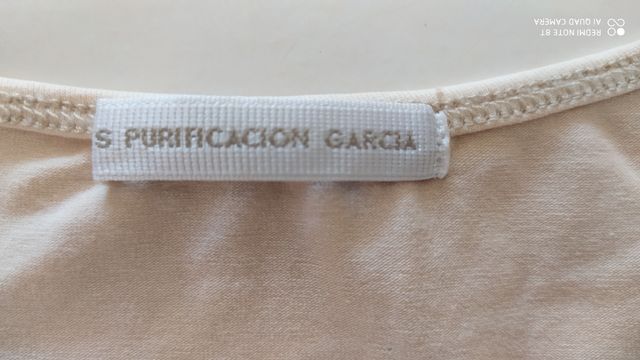 S PURIFICACION GARCIA
REDMI NOTE 8T
AI QUAD CAMERA